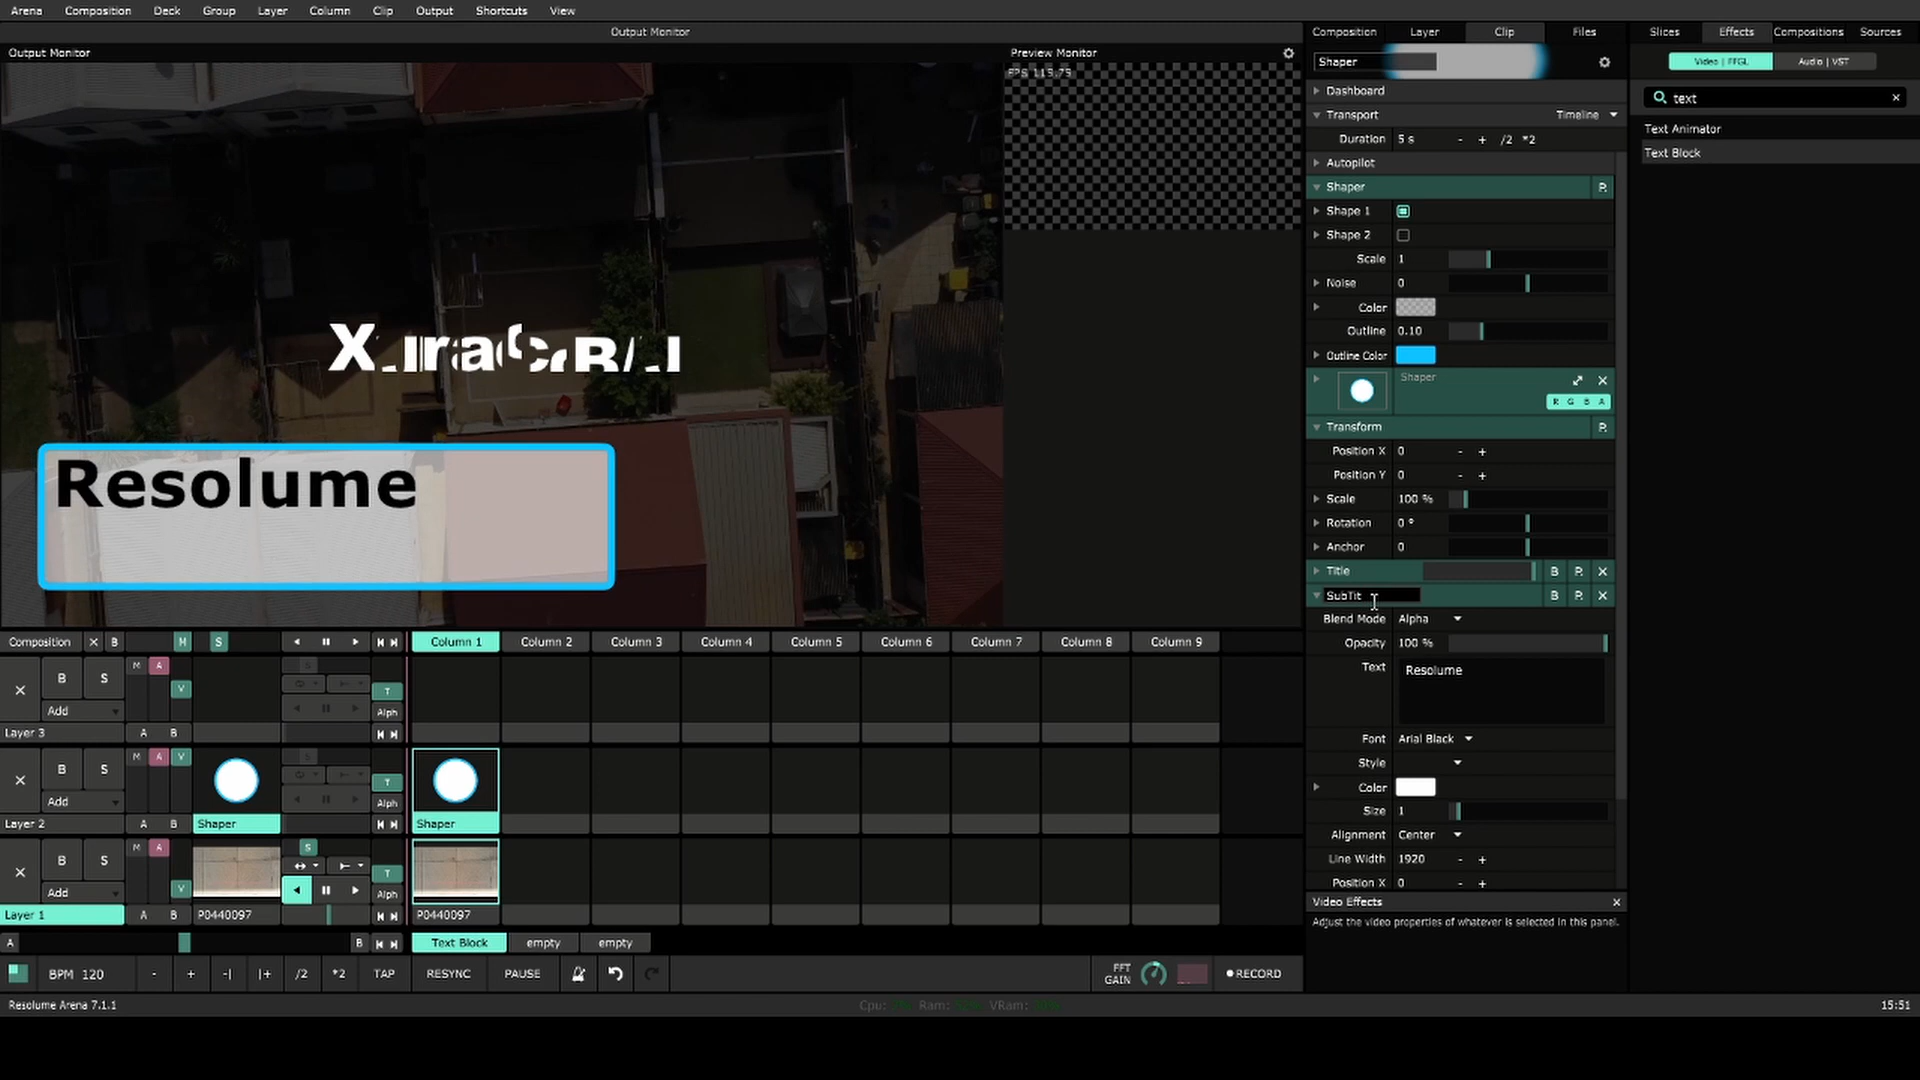 Arena Composition Deck Group Layer Column Clip Output Shortcuts View
Output Monitor
Output Monitor
Resolume
Preview Monitor
FPS 119.75
Composition Layer Clip Files
Shaper
Dashboard
Transport Timeline
Duration 5 s - + /2 *2
Autopilot
Shaper P.
Shape 1
Shape 2
Scale 1
Noise 0
Color
Outline 0.10
Outline Color
Shaper
R G B A
Transform P.
Position X 0 - +
Position Y 0 - +
Scale 100 %
Rotation 0 °
Anchor 0
Title B P. X
SubTit B P. X
Blend Mode Alpha
Opacity 100 %
Text Resolume
Font Arial Black
Style
Color
Size 1
Alignment Center
Line Width 1920 - +
Position X 0 - +
Video Effects
Adjust the video properties of whatever is selected in this panel.
Slices Effects Compositions Sources
Video | FFGL Audio | VST
text
Text Animator
Text Block
Composition X B M S Column 1 Column 2 Column 3 Column 4 Column 5 Column 6 Column 7 Column 8 Column 9
X B S M A V S T
Add Alph
Layer 3 A B
X B S M A V S T
Add Alph
Layer 2 A B Shaper Shaper
X B S M A V S T
Add Alph
Layer 1 A B P0440097 P0440097
A B Text Block empty empty
BPM 120 - + -| |+ /2 *2 TAP RESYNC PAUSE FFT GAIN RECORD
Resolume Arena 7.1.1 Cpu: Ram: VRam: 15:51